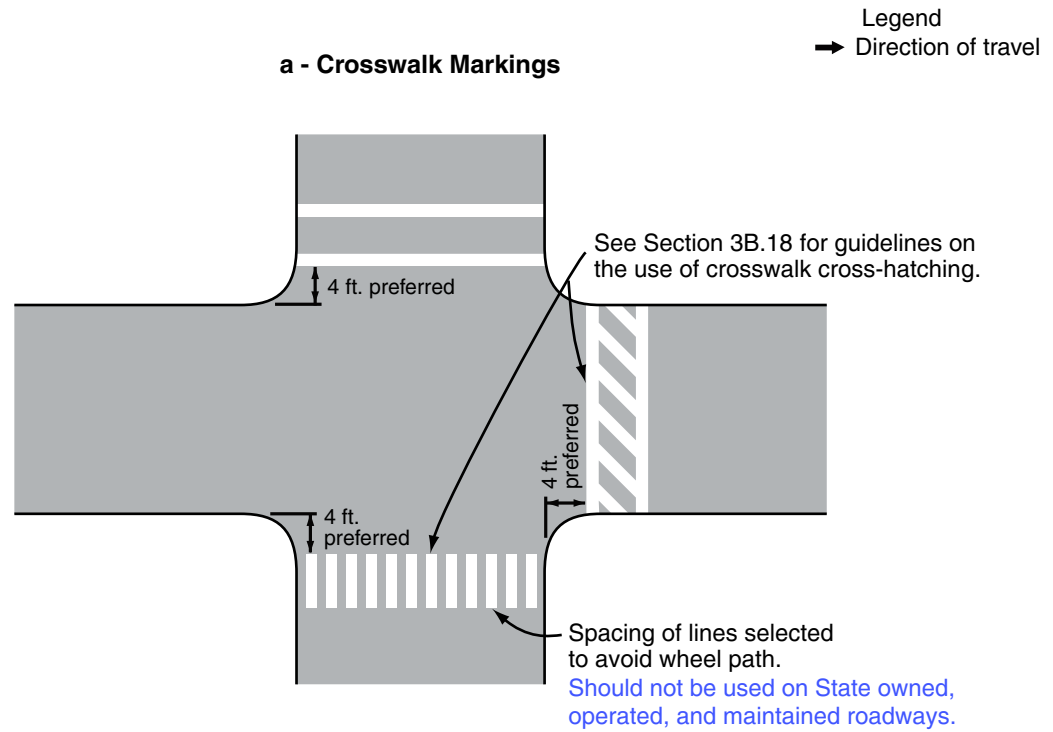 Legend
Direction of travel
a - Crosswalk Markings
See Section 3B.18 for guidelines on
the use of crosswalk cross-hatching.
4 ft. preferred
4 ft.
preferred
4 ft.
preferred
Spacing of lines selected
to avoid wheel path.
Should not be used on State owned,
operated, and maintained roadways.